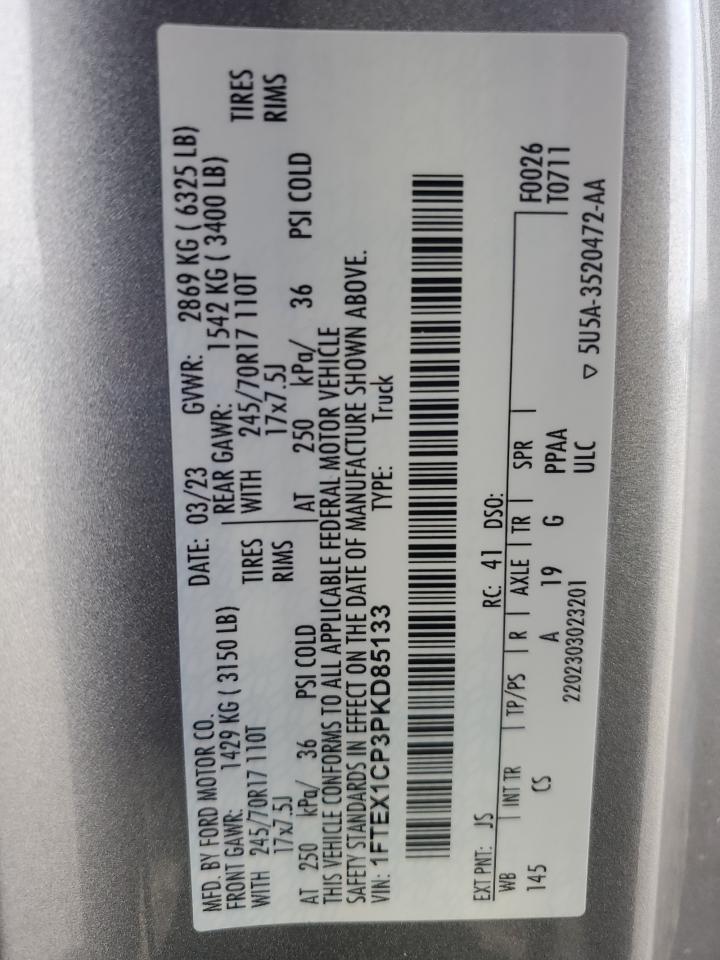 MFD. BY FORD MOTOR CO. DATE: 03/23 GVWR: 2869 KG ( 6325 LB)
FRONT GAWR: 1429 KG ( 3150 LB) REAR GAWR: 1542 KG ( 3400 LB)
WITH 245/70R17 110T TIRES WITH 245/70R17 110T TIRES
17x7.5J RIMS 17x7.5J RIMS
AT 250 kPa/ 36 PSI COLD AT 250 kPa/ 36 PSI COLD
THIS VEHICLE CONFORMS TO ALL APPLICABLE FEDERAL MOTOR VEHICLE
SAFETY STANDARDS IN EFFECT ON THE DATE OF MANUFACTURE SHOWN ABOVE.
VIN: 1FTEX1CP3PKD85133 TYPE: Truck
EXT PNT: JS RC: 41 DSO: F0026
WB INT TR TP/PS R AXLE TR SPR T0711
145 CS A 19 G PPAA
2202303023201 ULC ▽ 5U5A-3520472-AA